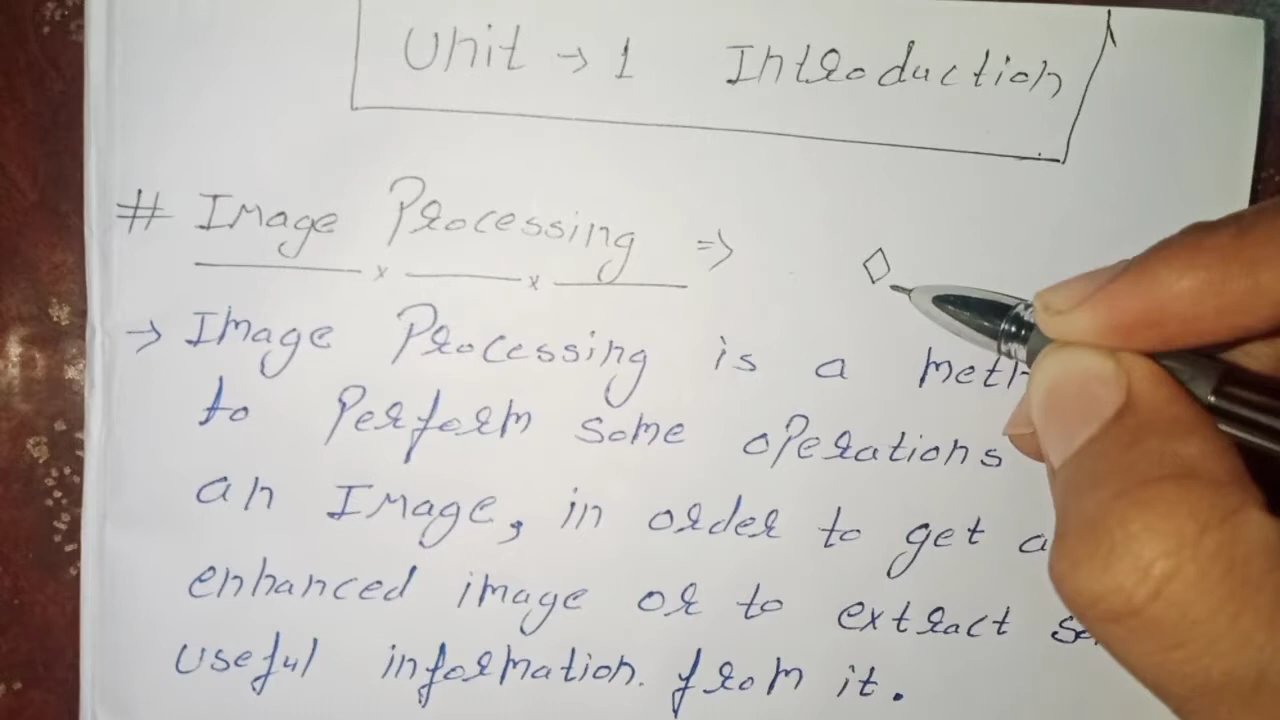 Unit → 1 Introduction
# Image Processing ⇒
→ Image Processing is a
to Perform some operations
an Image, in order to get
enhanced image or to extract
useful information. from it.